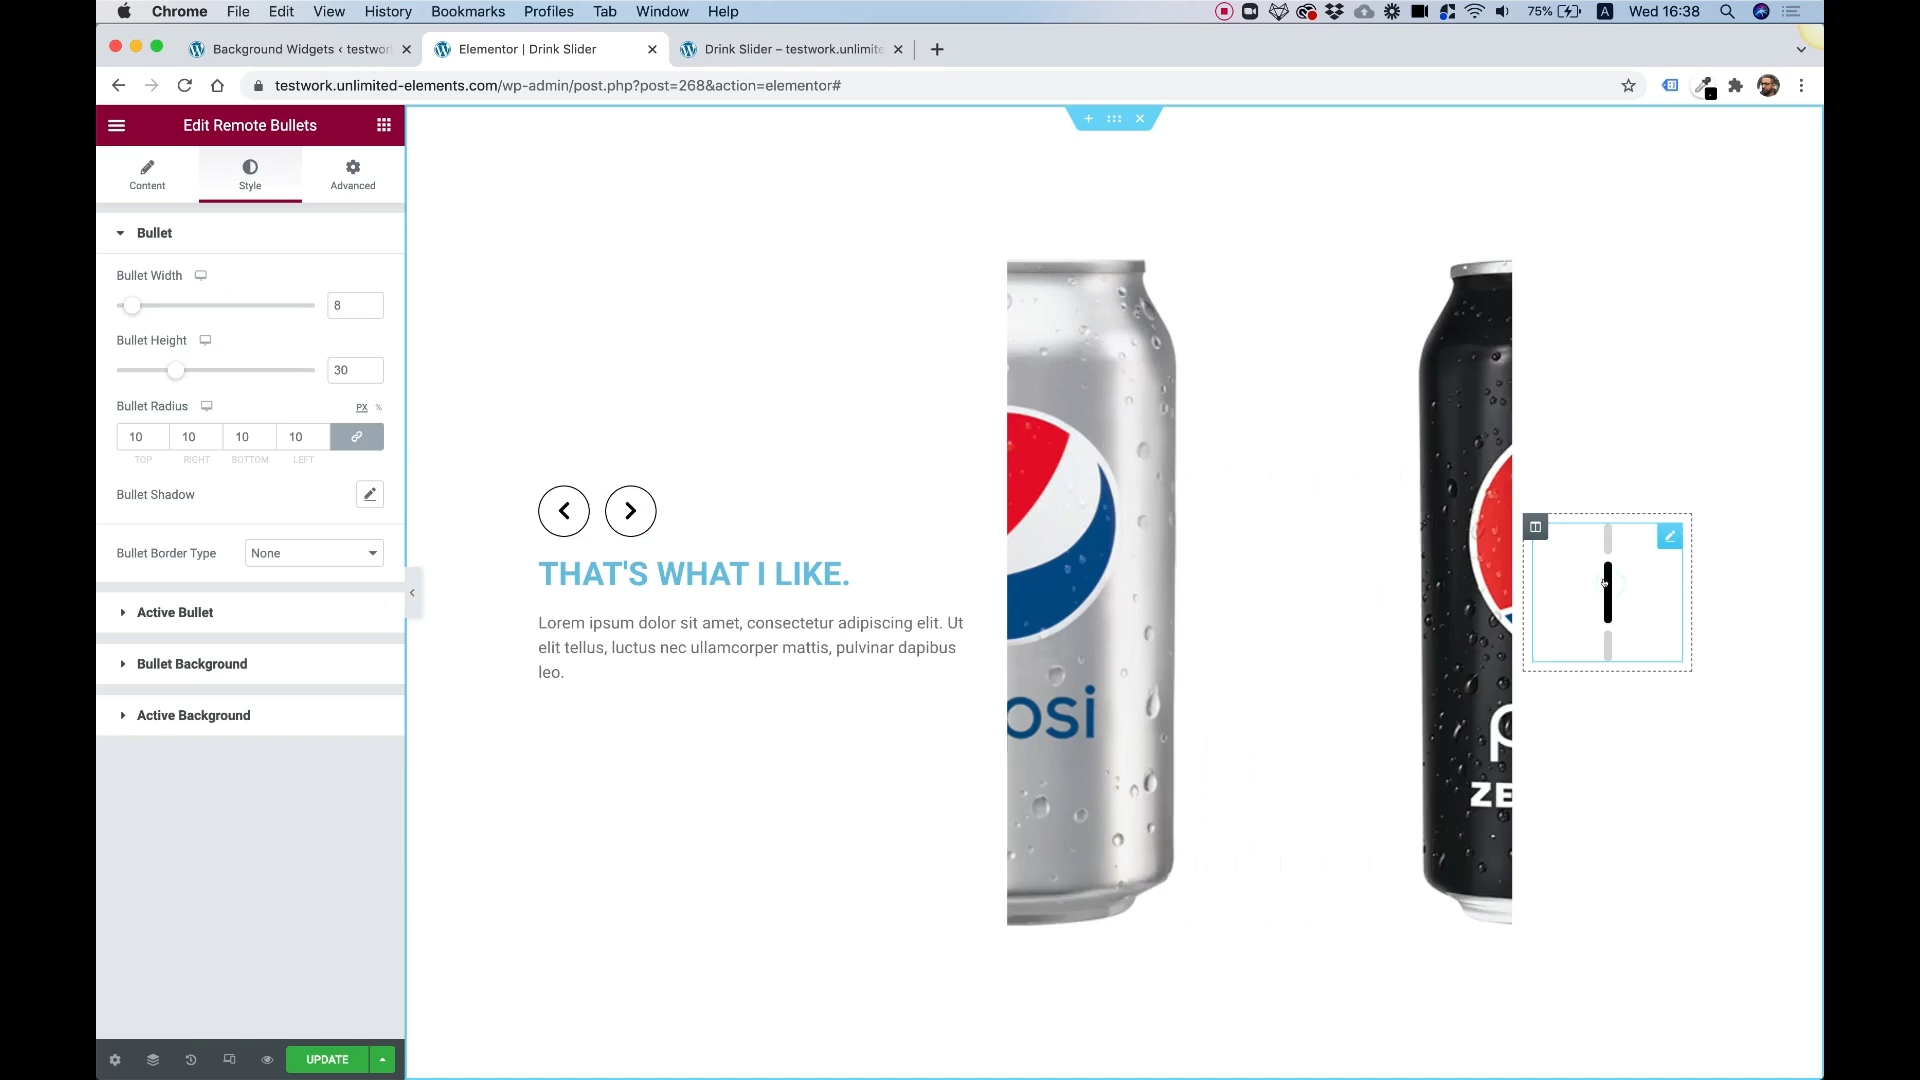 Chrome File Edit View History Bookmarks Profiles Tab Window Help 75% A Wed 16:38
Background Widgets ‹ testwor
Elementor | Drink Slider
Drink Slider – testwork.unlimite
testwork.unlimited-elements.com/wp-admin/post.php?post=268&action=elementor#
Edit Remote Bullets
Content Style Advanced
Bullet
Bullet Width
8
Bullet Height
30
Bullet Radius PX %
10 10 10 10
TOP RIGHT BOTTOM LEFT
Bullet Shadow
Bullet Border Type None
Active Bullet
Bullet Background
Active Background
UPDATE
THAT'S WHAT I LIKE.
Lorem ipsum dolor sit amet, consectetur adipiscing elit. Ut
elit tellus, luctus nec ullamcorper mattis, pulvinar dapibus
leo.
osi
p
ZE